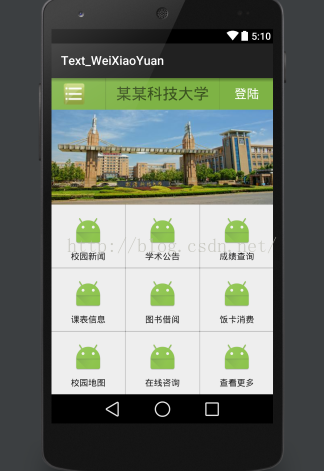 5:10
Text_WeiXiaoYuan
某某科技大学 登陆
http://blog.csdn.net/
校园新闻 学术公告 成绩查询
课表信息 图书借阅 饭卡消费
校园地图 在线咨询 查看更多